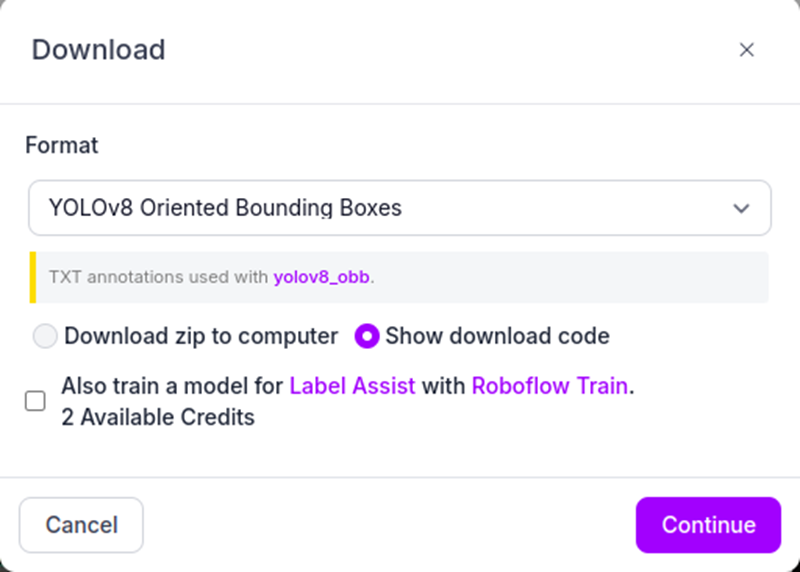 Download
Format
YOLOv8 Oriented Bounding Boxes
TXT annotations used with yolov8_obb.
Download zip to computer Show download code
Also train a model for Label Assist with Roboflow Train.
2 Available Credits
Cancel Continue